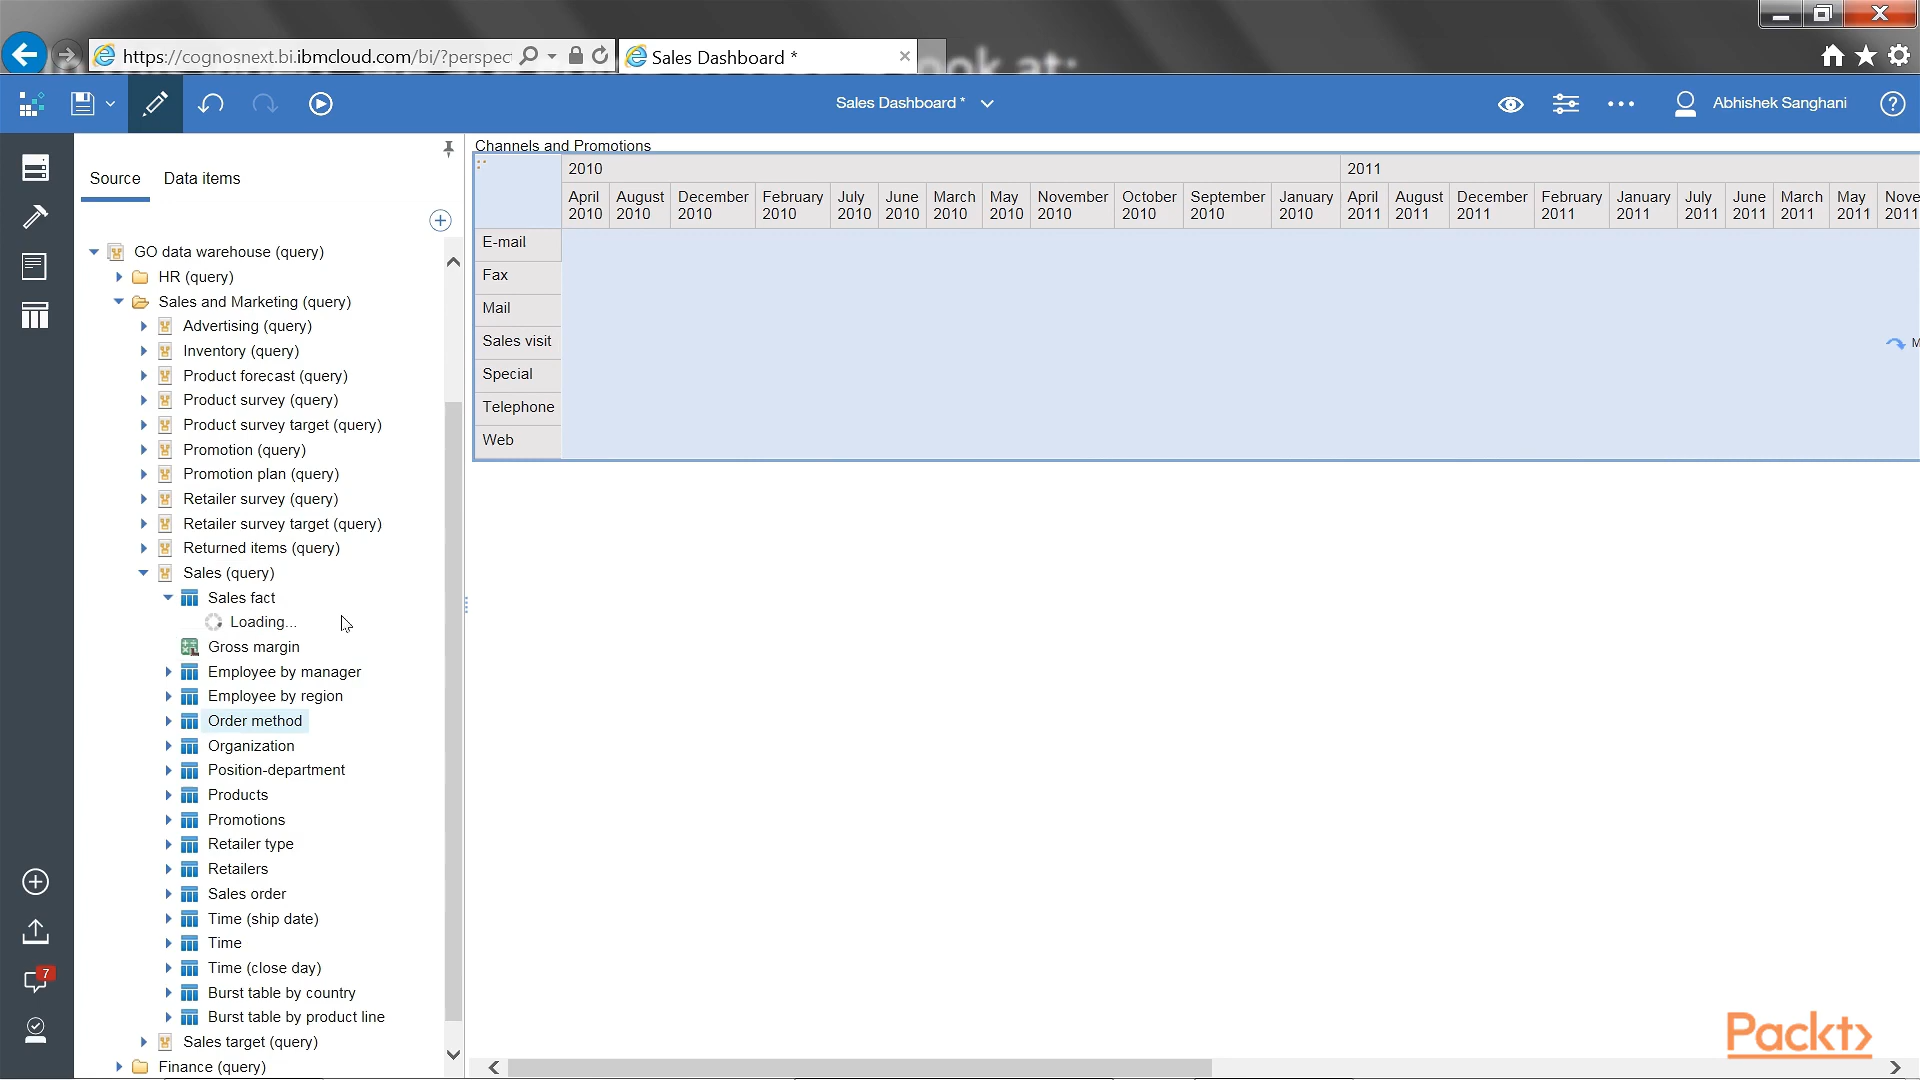 https://cognosnext.bi.ibmcloud.com/bi/?perspec
Sales Dashboard *
ook at:
Sales Dashboard *
Abhishek Sanghani
Source
Data items
GO data warehouse (query)
HR (query)
Sales and Marketing (query)
Advertising (query)
Inventory (query)
Product forecast (query)
Product survey (query)
Product survey target (query)
Promotion (query)
Promotion plan (query)
Retailer survey (query)
Retailer survey target (query)
Returned items (query)
Sales (query)
Sales fact
Loading...
Gross margin
Employee by manager
Employee by region
Order method
Organization
Position-department
Products
Promotions
Retailer type
Retailers
Sales order
Time (ship date)
Time
Time (close day)
Burst table by country
Burst table by product line
Sales target (query)
Finance (query)
7
Channels and Promotions
2010 2011
April 2010 August 2010 December 2010 February 2010 July 2010 June 2010 March 2010 May 2010 November 2010 October 2010 September 2010 January 2010 April 2011 August 2011 December 2011 February 2011 January 2011 July 2011 June 2011 March 2011 May 2011 Nove 2011
E-mail
Fax
Mail
Sales visit
Special
Telephone
Web
M
Packt>